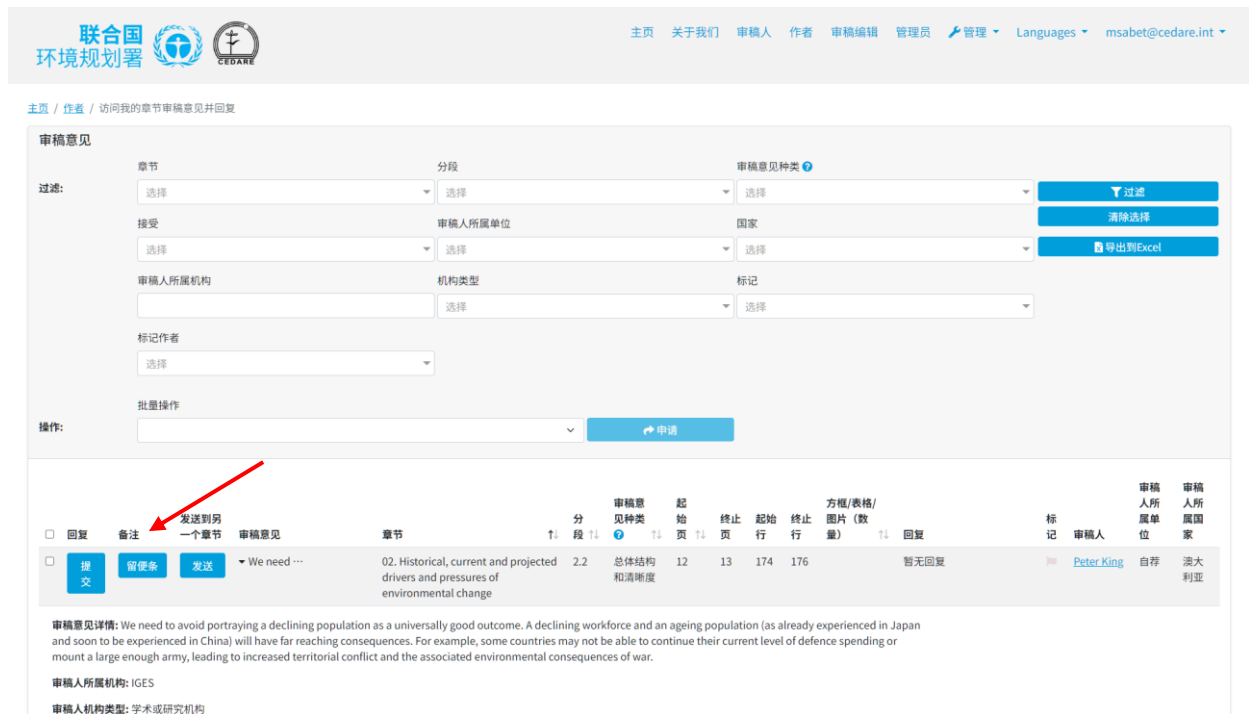 联合国
环境规划署
CEDARE
主页 关于我们 审稿人 作者 审稿编辑 管理员 管理 Languages msabet@cedare.int
主页 / 作者 / 访问我的章节审稿意见并回复
审稿意见
章节 分段 审稿意见种类
过滤: 选择 选择 选择 过滤
清除选择
接受 审稿人所属单位 国家
选择 选择 选择 导出到Excel
审稿人所属机构 机构类型 标记
选择 选择
标记作者
选择
批量操作
操作: 申请
回复 备注 发送到另一个章节 审稿意见 章节 分段 审稿意见种类 起始页 终止页 起始行 终止行 方框/表格/图片（数量） 回复 标记 审稿人 审稿人所属单位 审稿人所属国家
提交 留便条 发送 We need ... 02. Historical, current and projected drivers and pressures of environmental change 2.2 总体结构和清晰度 12 13 174 176 暂无回复 Peter King 自荐 澳大利亚
审稿意见详情: We need to avoid portraying a declining population as a universally good outcome. A declining workforce and an ageing population (as already experienced in Japan
and soon to be experienced in China) will have far reaching consequences. For example, some countries may not be able to continue their current level of defence spending or
mount a large enough army, leading to increased territorial conflict and the associated environmental consequences of war.
审稿人所属机构: IGES
审稿人机构类型: 学术或研究机构